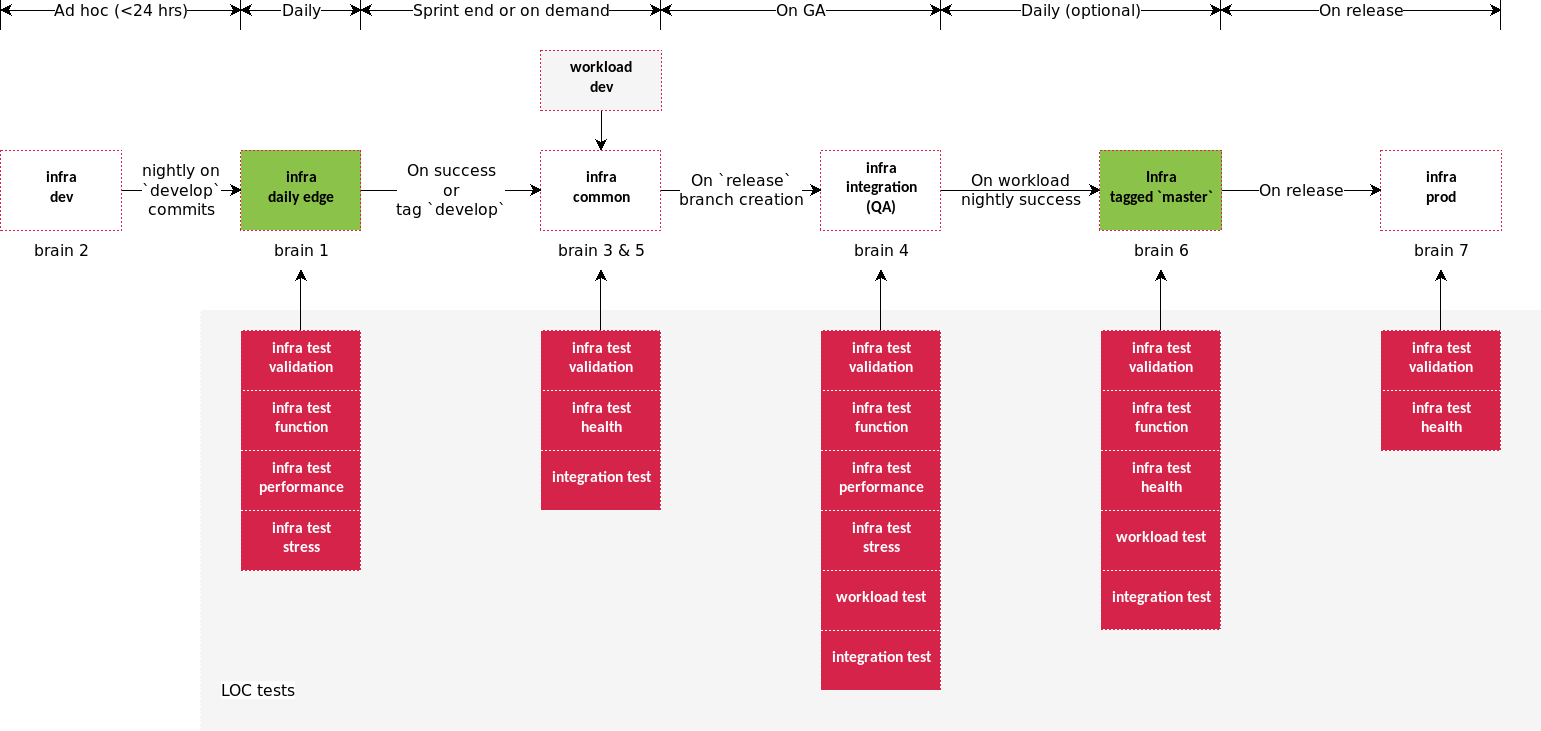 Ad hoc (<24 hrs)
Daily
Sprint end or on demand
On GA
Daily (optional)
On release
workload
dev
infra
dev
nightly on
`develop`
commits
infra
daily edge
On success
or
tag `develop`
infra
common
On `release`
branch creation
infra
integration
(QA)
On workload
nightly success
infra
tagged `master`
On release
infra
prod
brain 2
brain 1
brain 3 & 5
brain 4
brain 6
brain 7
infra test
validation
infra test
function
infra test
performance
infra test
stress
infra test
validation
infra test
health
integration test
infra test
validation
infra test
function
infra test
performance
infra test
stress
workload test
integration test
infra test
validation
infra test
function
infra test
health
workload test
integration test
infra test
validation
infra test
health
LOC tests